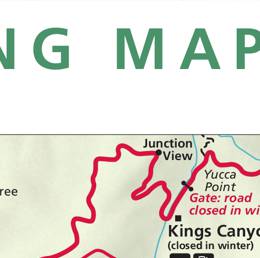 NG MAP
Junction
View
Yucca
Point
ree
Gate: road
closed in wi
Kings Canyo
(closed in winter)